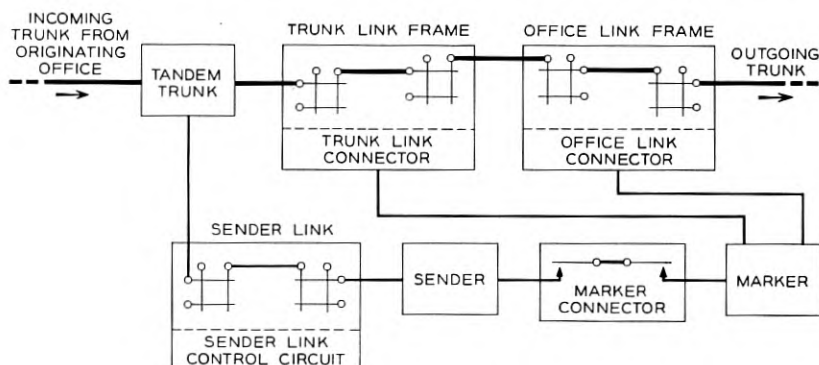 INCOMING
TRUNK FROM
ORIGINATING
OFFICE
TANDEM
TRUNK
TRUNK LINK FRAME
TRUNK LINK
CONNECTOR
OFFICE LINK FRAME
OFFICE LINK
CONNECTOR
OUTGOING
TRUNK
SENDER LINK
SENDER LINK
CONTROL CIRCUIT
SENDER
MARKER
CONNECTOR
MARKER